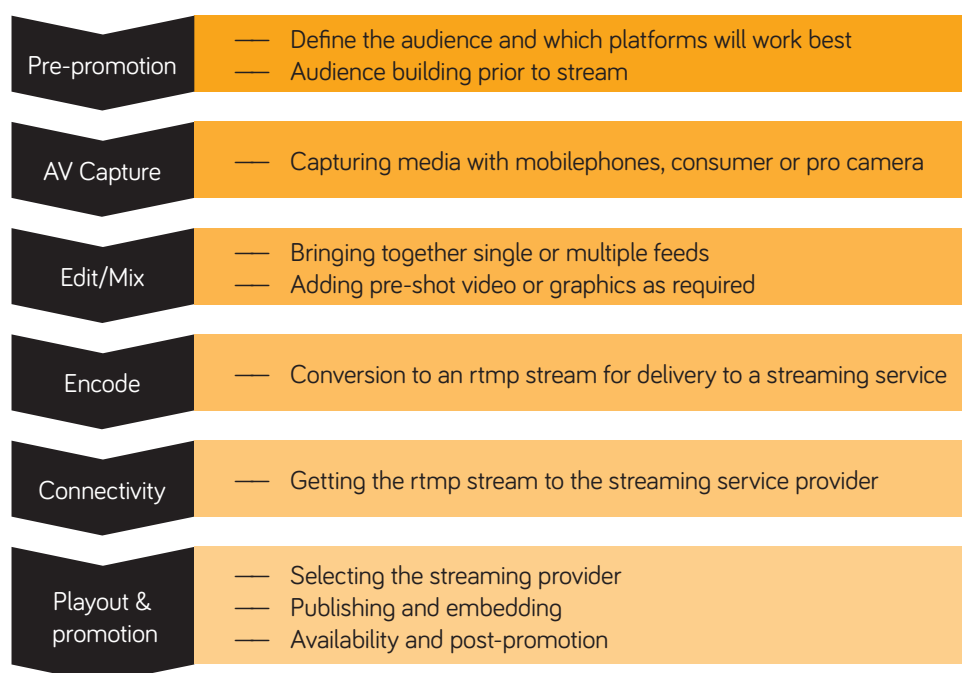 Pre-promotion
— Define the audience and which platforms will work best
— Audience building prior to stream
AV Capture
— Capturing media with mobilephones, consumer or pro camera
Edit/Mix
— Bringing together single or multiple feeds
— Adding pre-shot video or graphics as required
Encode
— Conversion to an rtmp stream for delivery to a streaming service
Connectivity
— Getting the rtmp stream to the streaming service provider
Playout &
promotion
— Selecting the streaming provider
— Publishing and embedding
— Availability and post-promotion